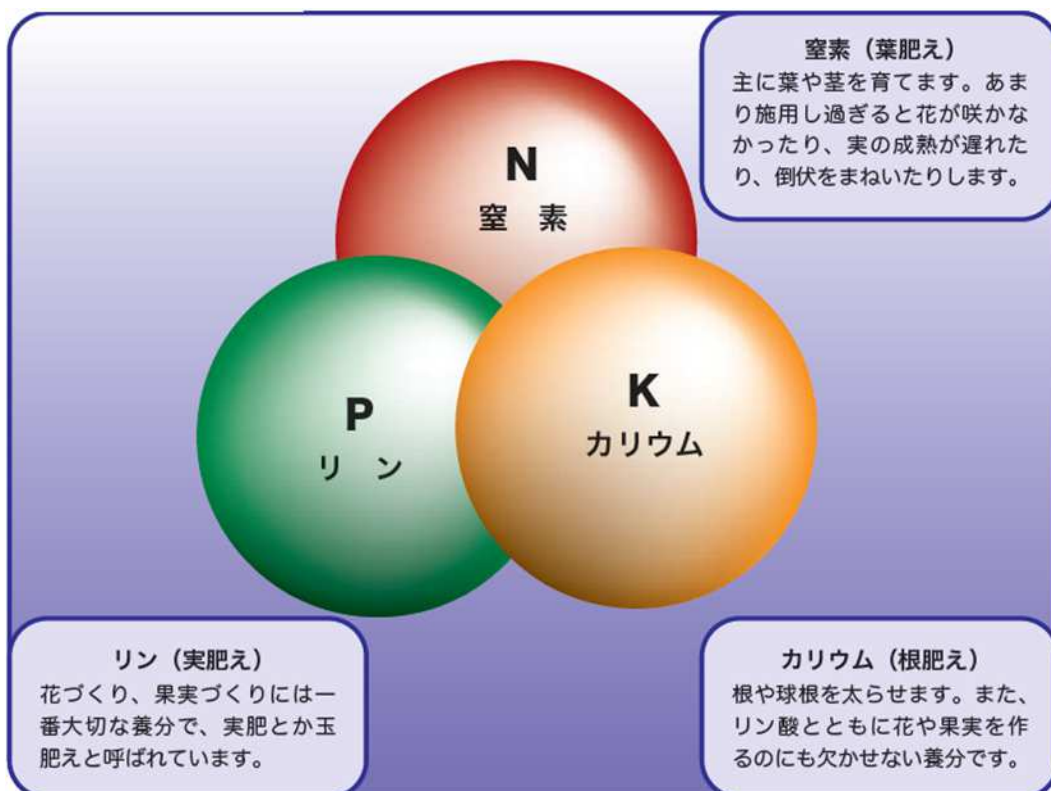 窒素（葉肥え）
主に葉や茎を育てます。あま
り施用し過ぎると花が咲かな
かったり、実の成熟が遅れた
り、倒伏をまねいたりします。
N
窒 素
P
リ ン
K
カリウム
リン（実肥え）
花づくり、果実づくりには一
番大切な養分で、実肥とか玉
肥えと呼ばれています。
カリウム（根肥え）
根や球根を太らせます。また、
リン酸とともに花や果実を作
るのにも欠かせない養分です。